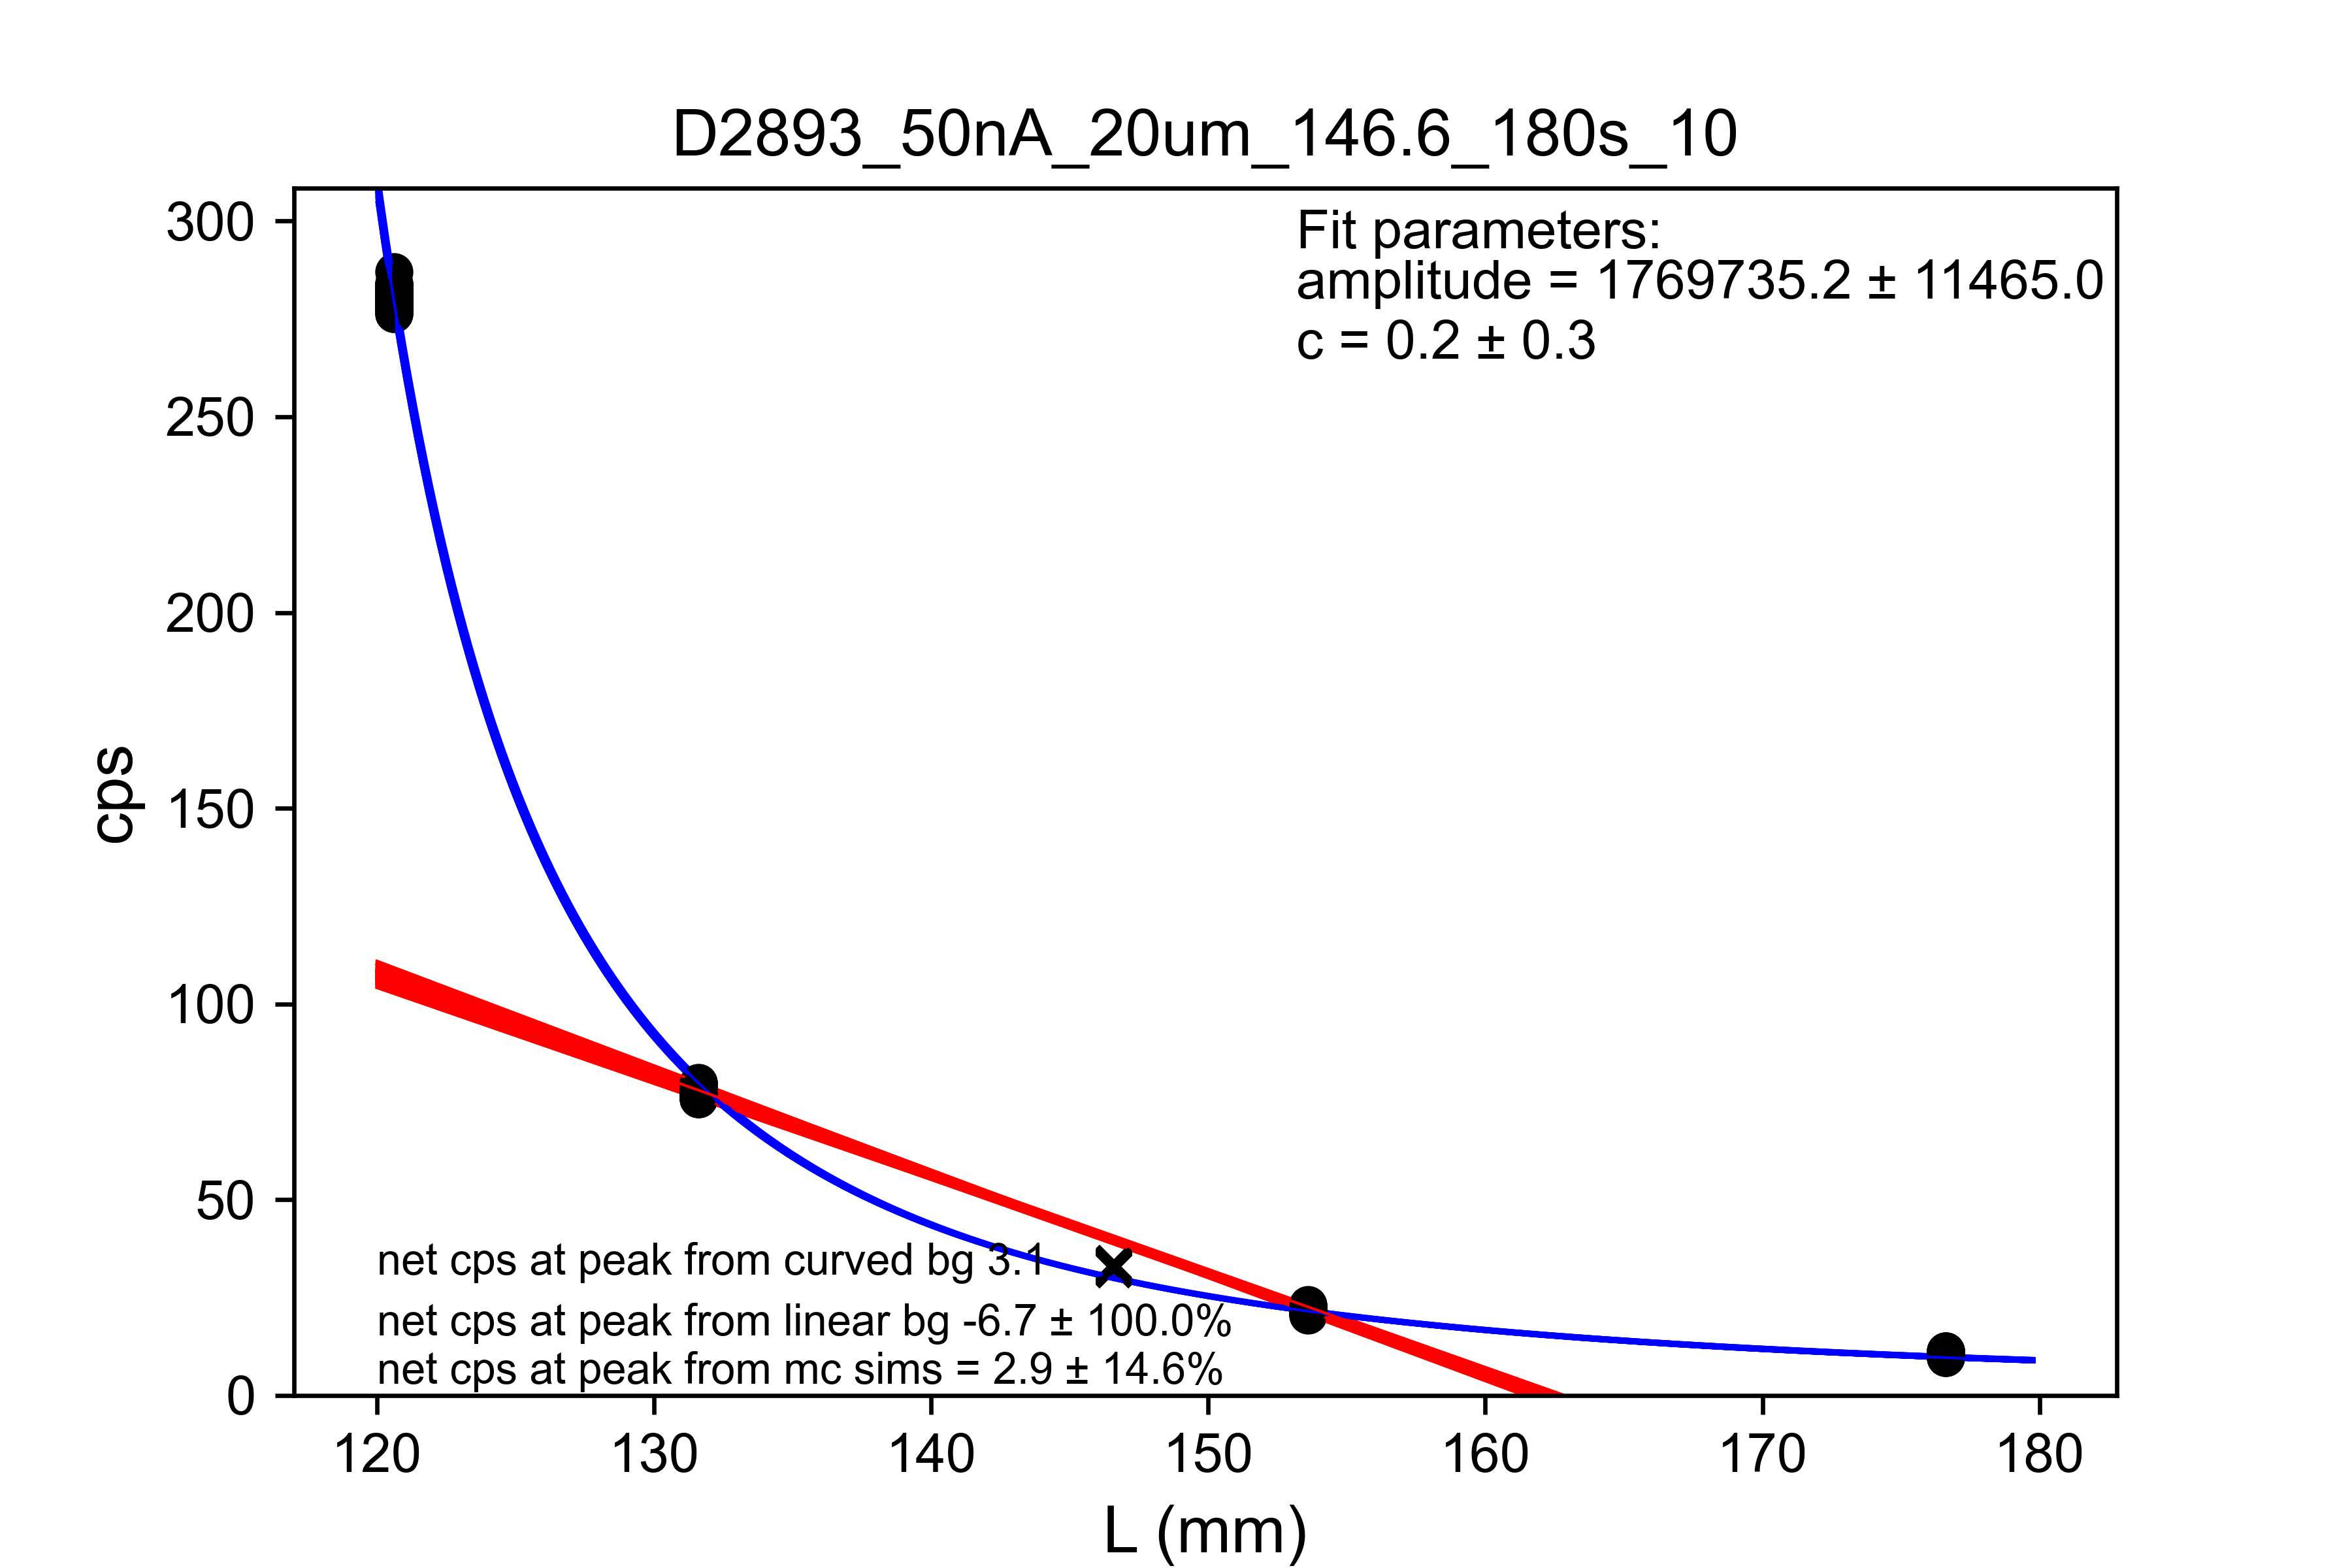 D2893_50nA_20um_146.6_180s_10
Fit parameters:
amplitude = 1769735.2 ± 11465.0
c = 0.2 ± 0.3
300
250
200
150
100
50
0
cps
net cps at peak from curved bg 3.1
net cps at peak from linear bg -6.7 ± 100.0%
net cps at peak from mc sims = 2.9 ± 14.6%
120 130 140 150 160 170 180
L (mm)